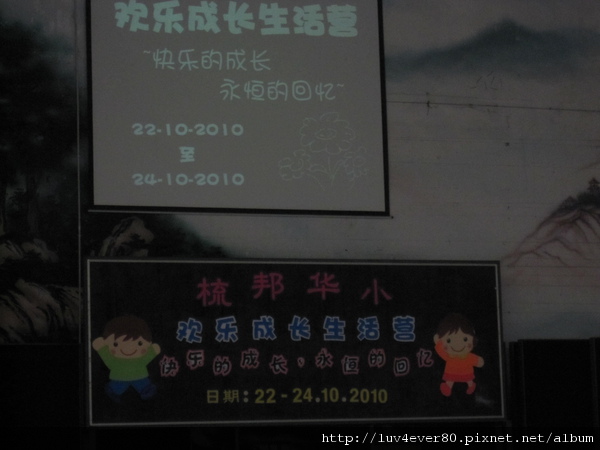 欢乐成长生活营
~快乐的成长
永恒的回忆~
22-10-2010
至
24-10-2010
梳邦华小
欢乐成长生活营
快乐的成长，永恒的回忆
日期：22-24.10.2010
http://luv4ever80.pixnet.net/album